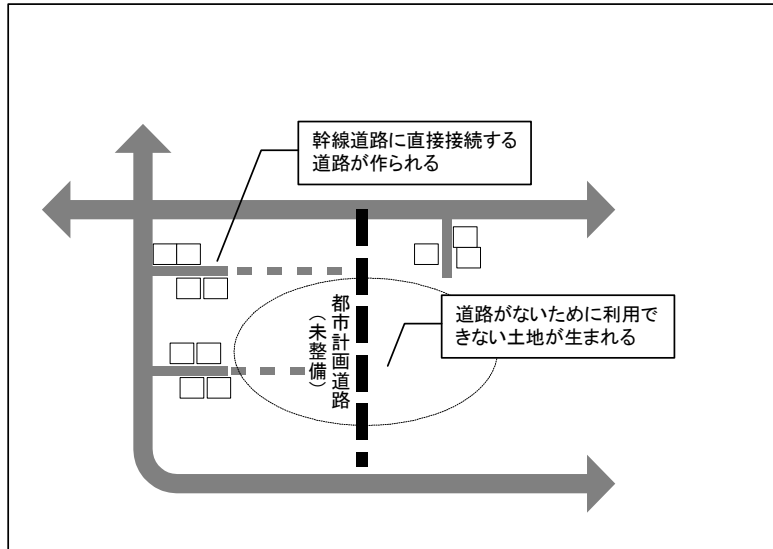 幹線道路に直接接続する
道路が作られる
道路がないために利用で
きない土地が生まれる
都市計画道路
(未整備)